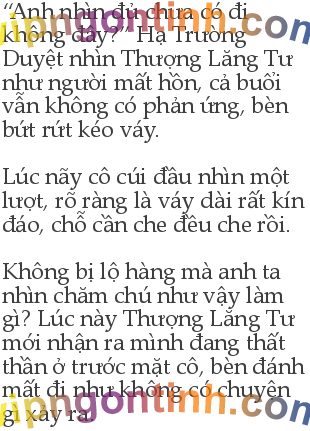 “Anh nhìn đủ chưa có đi
không đây?” Hạ Trường
Duyệt nhìn Thượng Lăng Tư
như người mất hồn, cả buổi
vẫn không có phản ứng, bèn
bứt rứt kéo váy.
Lúc nãy cô cúi đầu nhìn một
lượt, rõ ràng là váy dài rất kín
đáo, chỗ cần che đều che rồi.
Không bị lộ hàng mà anh ta
nhìn chăm chú như vậy làm
gì? Lúc này Thượng Lăng Tư
mới nhận ra mình đang thất
thần ở trước mặt cô, bèn đánh
mất đi như không có chuyện
gì xảy ra
vipngontinh.com
vipngontinh.com